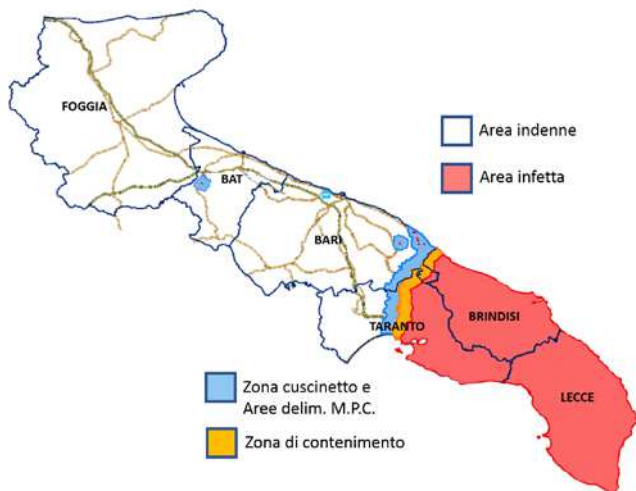 FOGGIA
BAT
BARI
TARANTO
BRINDISI
LECCE
Area indenne
Area infetta
Zona cuscinetto e
Aree delim. M.P.C.
Zona di contenimento